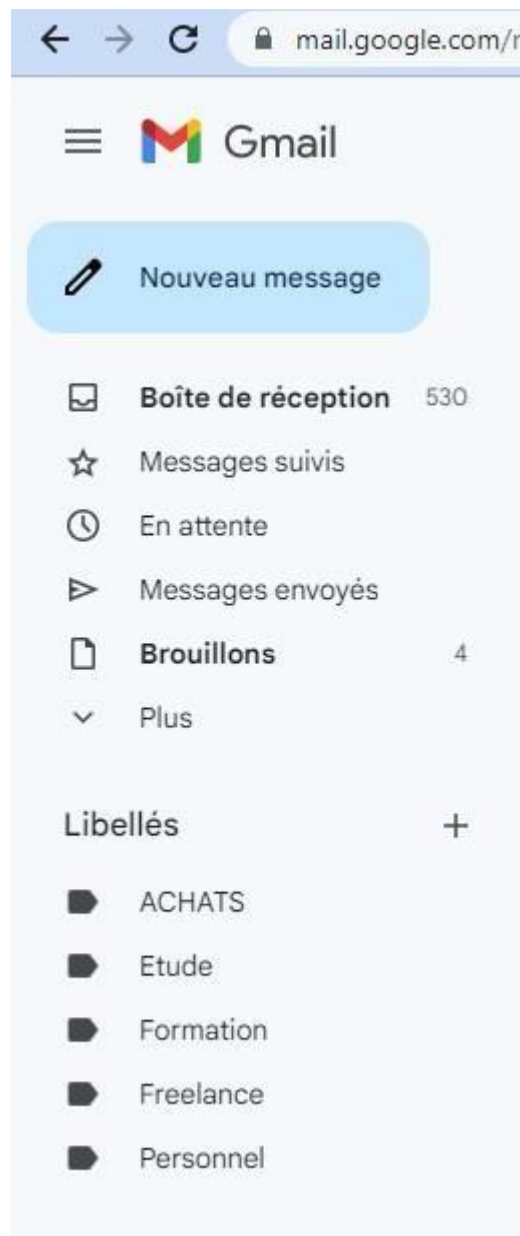 mail.google.com/
Gmail
Nouveau message
Boîte de réception 530
Messages suivis
En attente
Messages envoyés
Brouillons 4
Plus
Libellés +
ACHATS
Etude
Formation
Freelance
Personnel